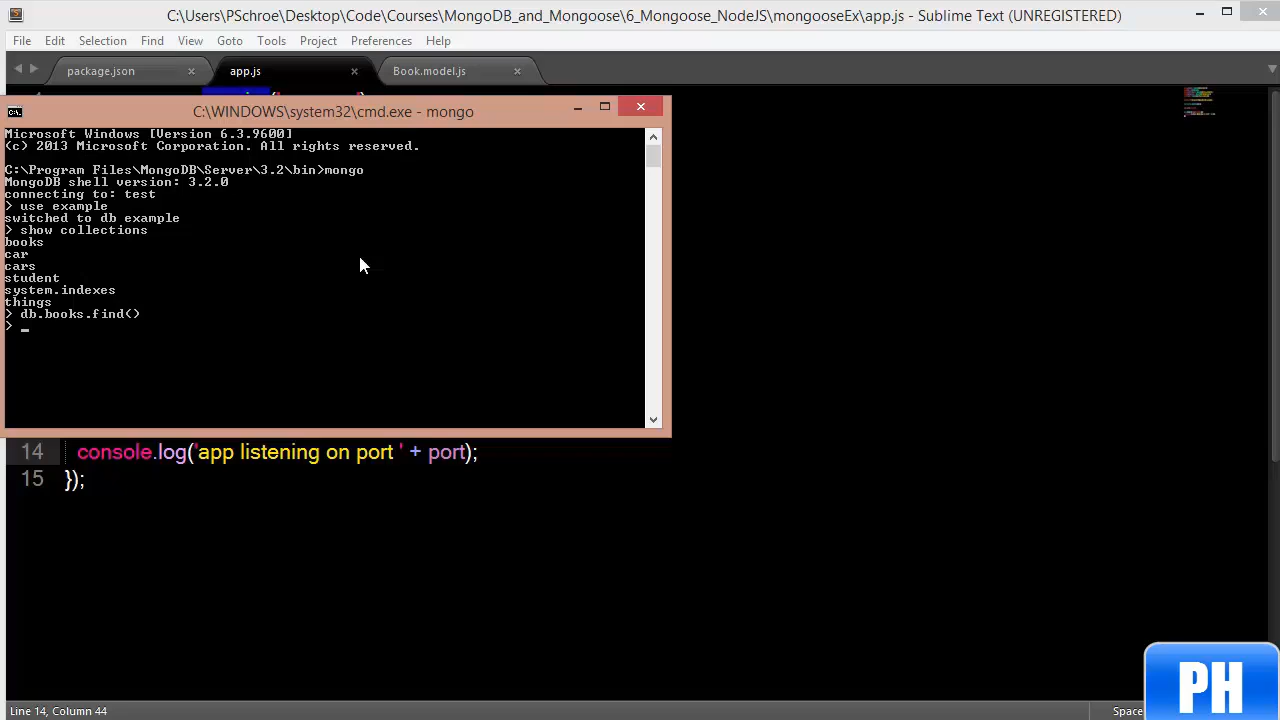 C:\Users\PSchroe\Desktop\Code\Courses\MongoDB_and_Mongoose\6_Mongoose_NodeJS\mongooseEx\app.js - Sublime Text (UNREGISTERED)
File Edit Selection Find View Goto Tools Project Preferences Help
package.json app.js Book.model.js
C:\WINDOWS\system32\cmd.exe - mongo
Microsoft Windows [Version 6.3.9600]
(c) 2013 Microsoft Corporation. All rights reserved.
C:\Program Files\MongoDB\Server\3.2\bin>mongo
MongoDB shell version: 3.2.0
connecting to: test
> use example
switched to db example
> show collections
books
car
cars
student
system.indexes
things
> db.books.find()
> _
14 console.log('app listening on port ' + port);
15 });
PH
Line 14, Column 44